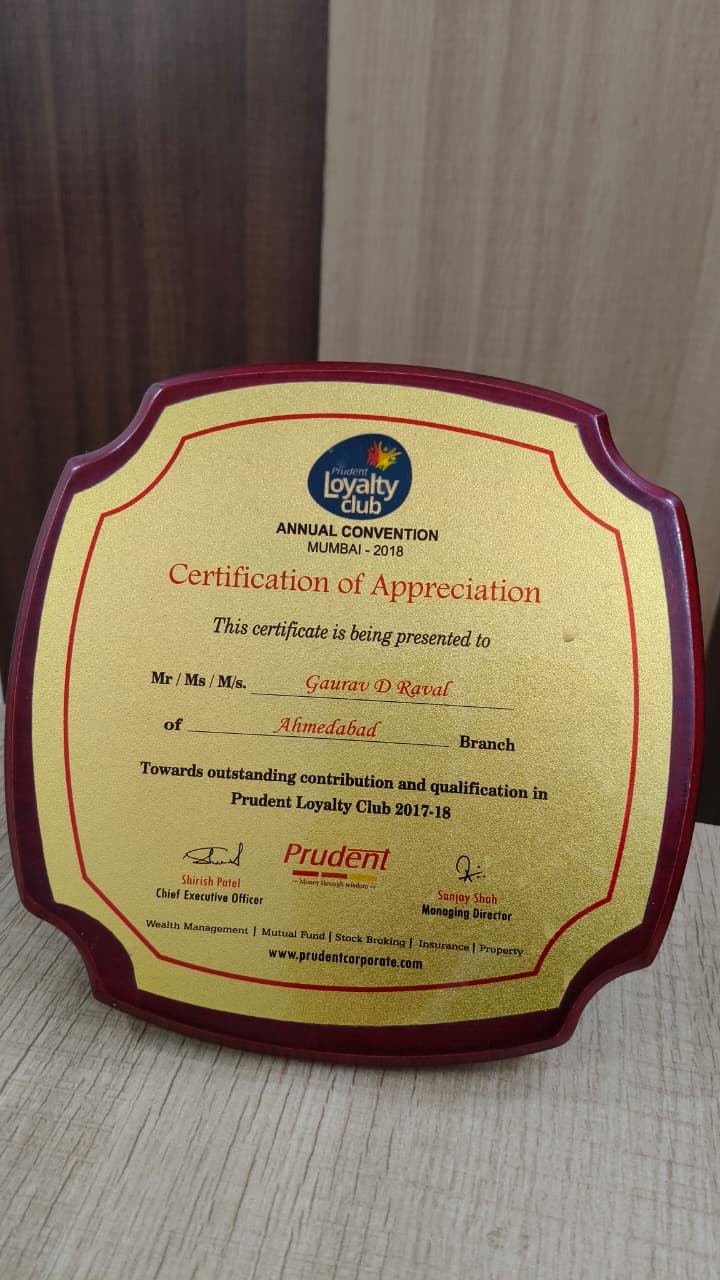 Prudent
Loyalty
club
ANNUAL CONVENTION
MUMBAI - 2018
Certification of Appreciation
This certificate is being presented to
Mr / Ms / M/s. Gaurav D Raval
of Ahmedabad Branch
Towards outstanding contribution and qualification in
Prudent Loyalty Club 2017-18
Prudent
Money through wisdom
Shirish Patel
Chief Executive Officer
Sanjay Shah
Managing Director
Wealth Management | Mutual Fund | Stock Broking | Insurance | Property
www.prudentcorporate.com